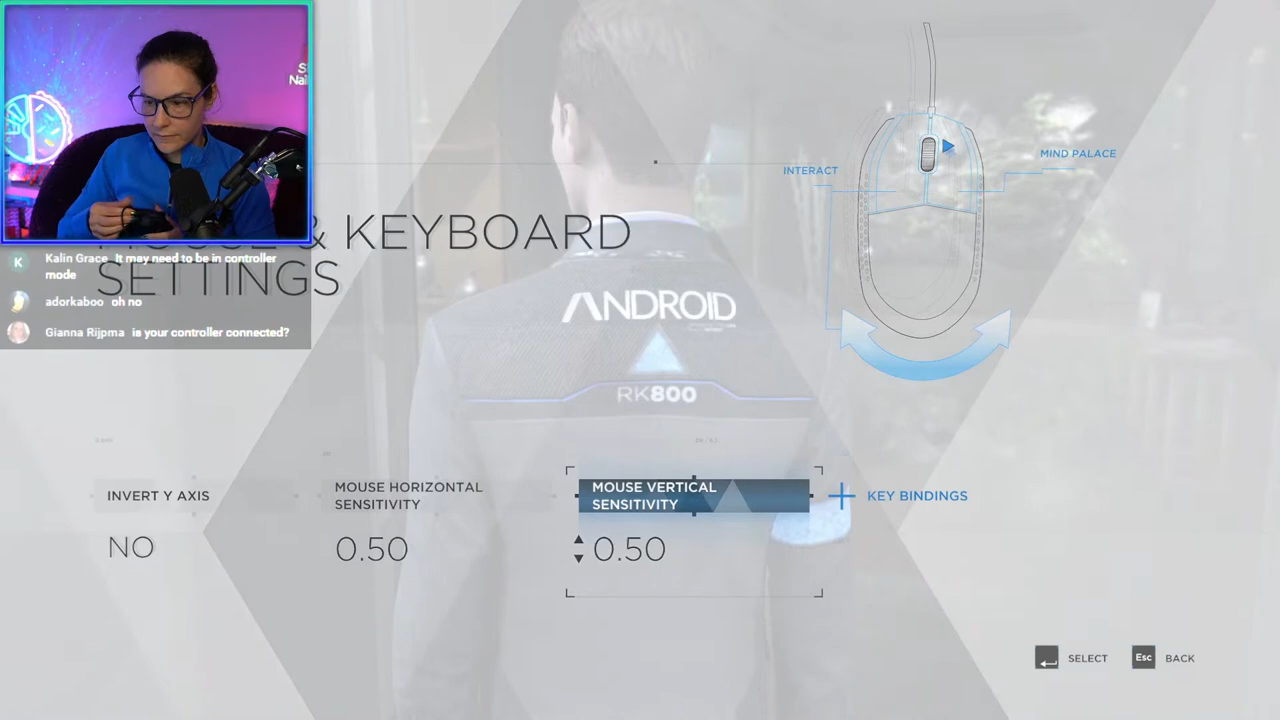 MOUSE & KEYBOARD
SETTINGS
Kalin Grace It may need to be in controller
mode
adorkaboo oh no
Gianna Rijpma is your controller connected?
ANDROID
RK800
INTERACT
MIND PALACE
INVERT Y AXIS
NO
MOUSE HORIZONTAL
SENSITIVITY
0.50
MOUSE VERTICAL
SENSITIVITY
0.50
KEY BINDINGS
SELECT
Esc BACK